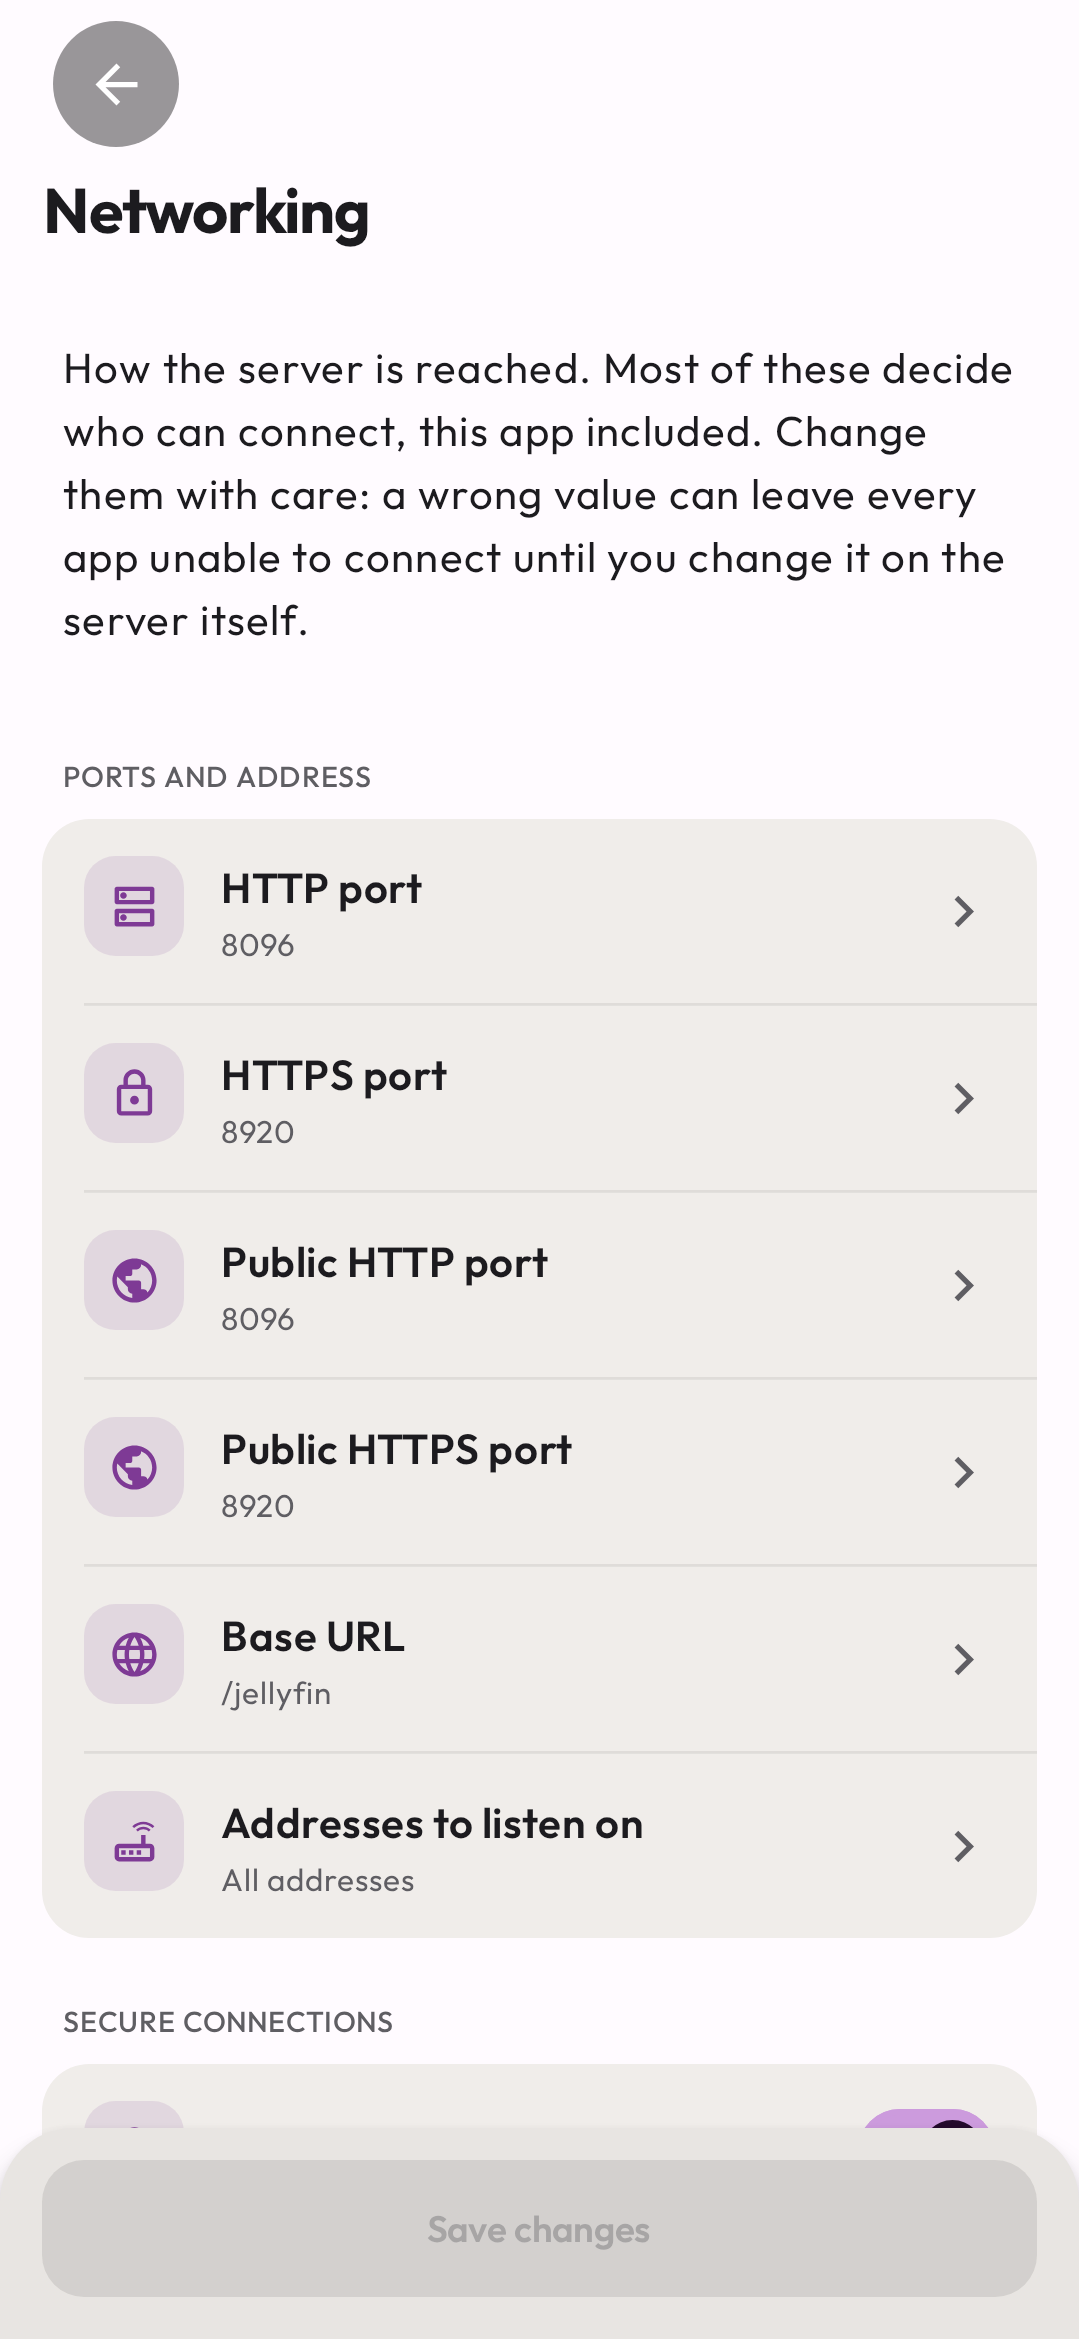 Networking
How the server is reached. Most of these decide
who can connect, this app included. Change
them with care: a wrong value can leave every
app unable to connect until you change it on the
server itself.
PORTS AND ADDRESS
HTTP port
8096
HTTPS port
8920
Public HTTP port
8096
Public HTTPS port
8920
Base URL
/jellyfin
Addresses to listen on
All addresses
SECURE CONNECTIONS
Save changes